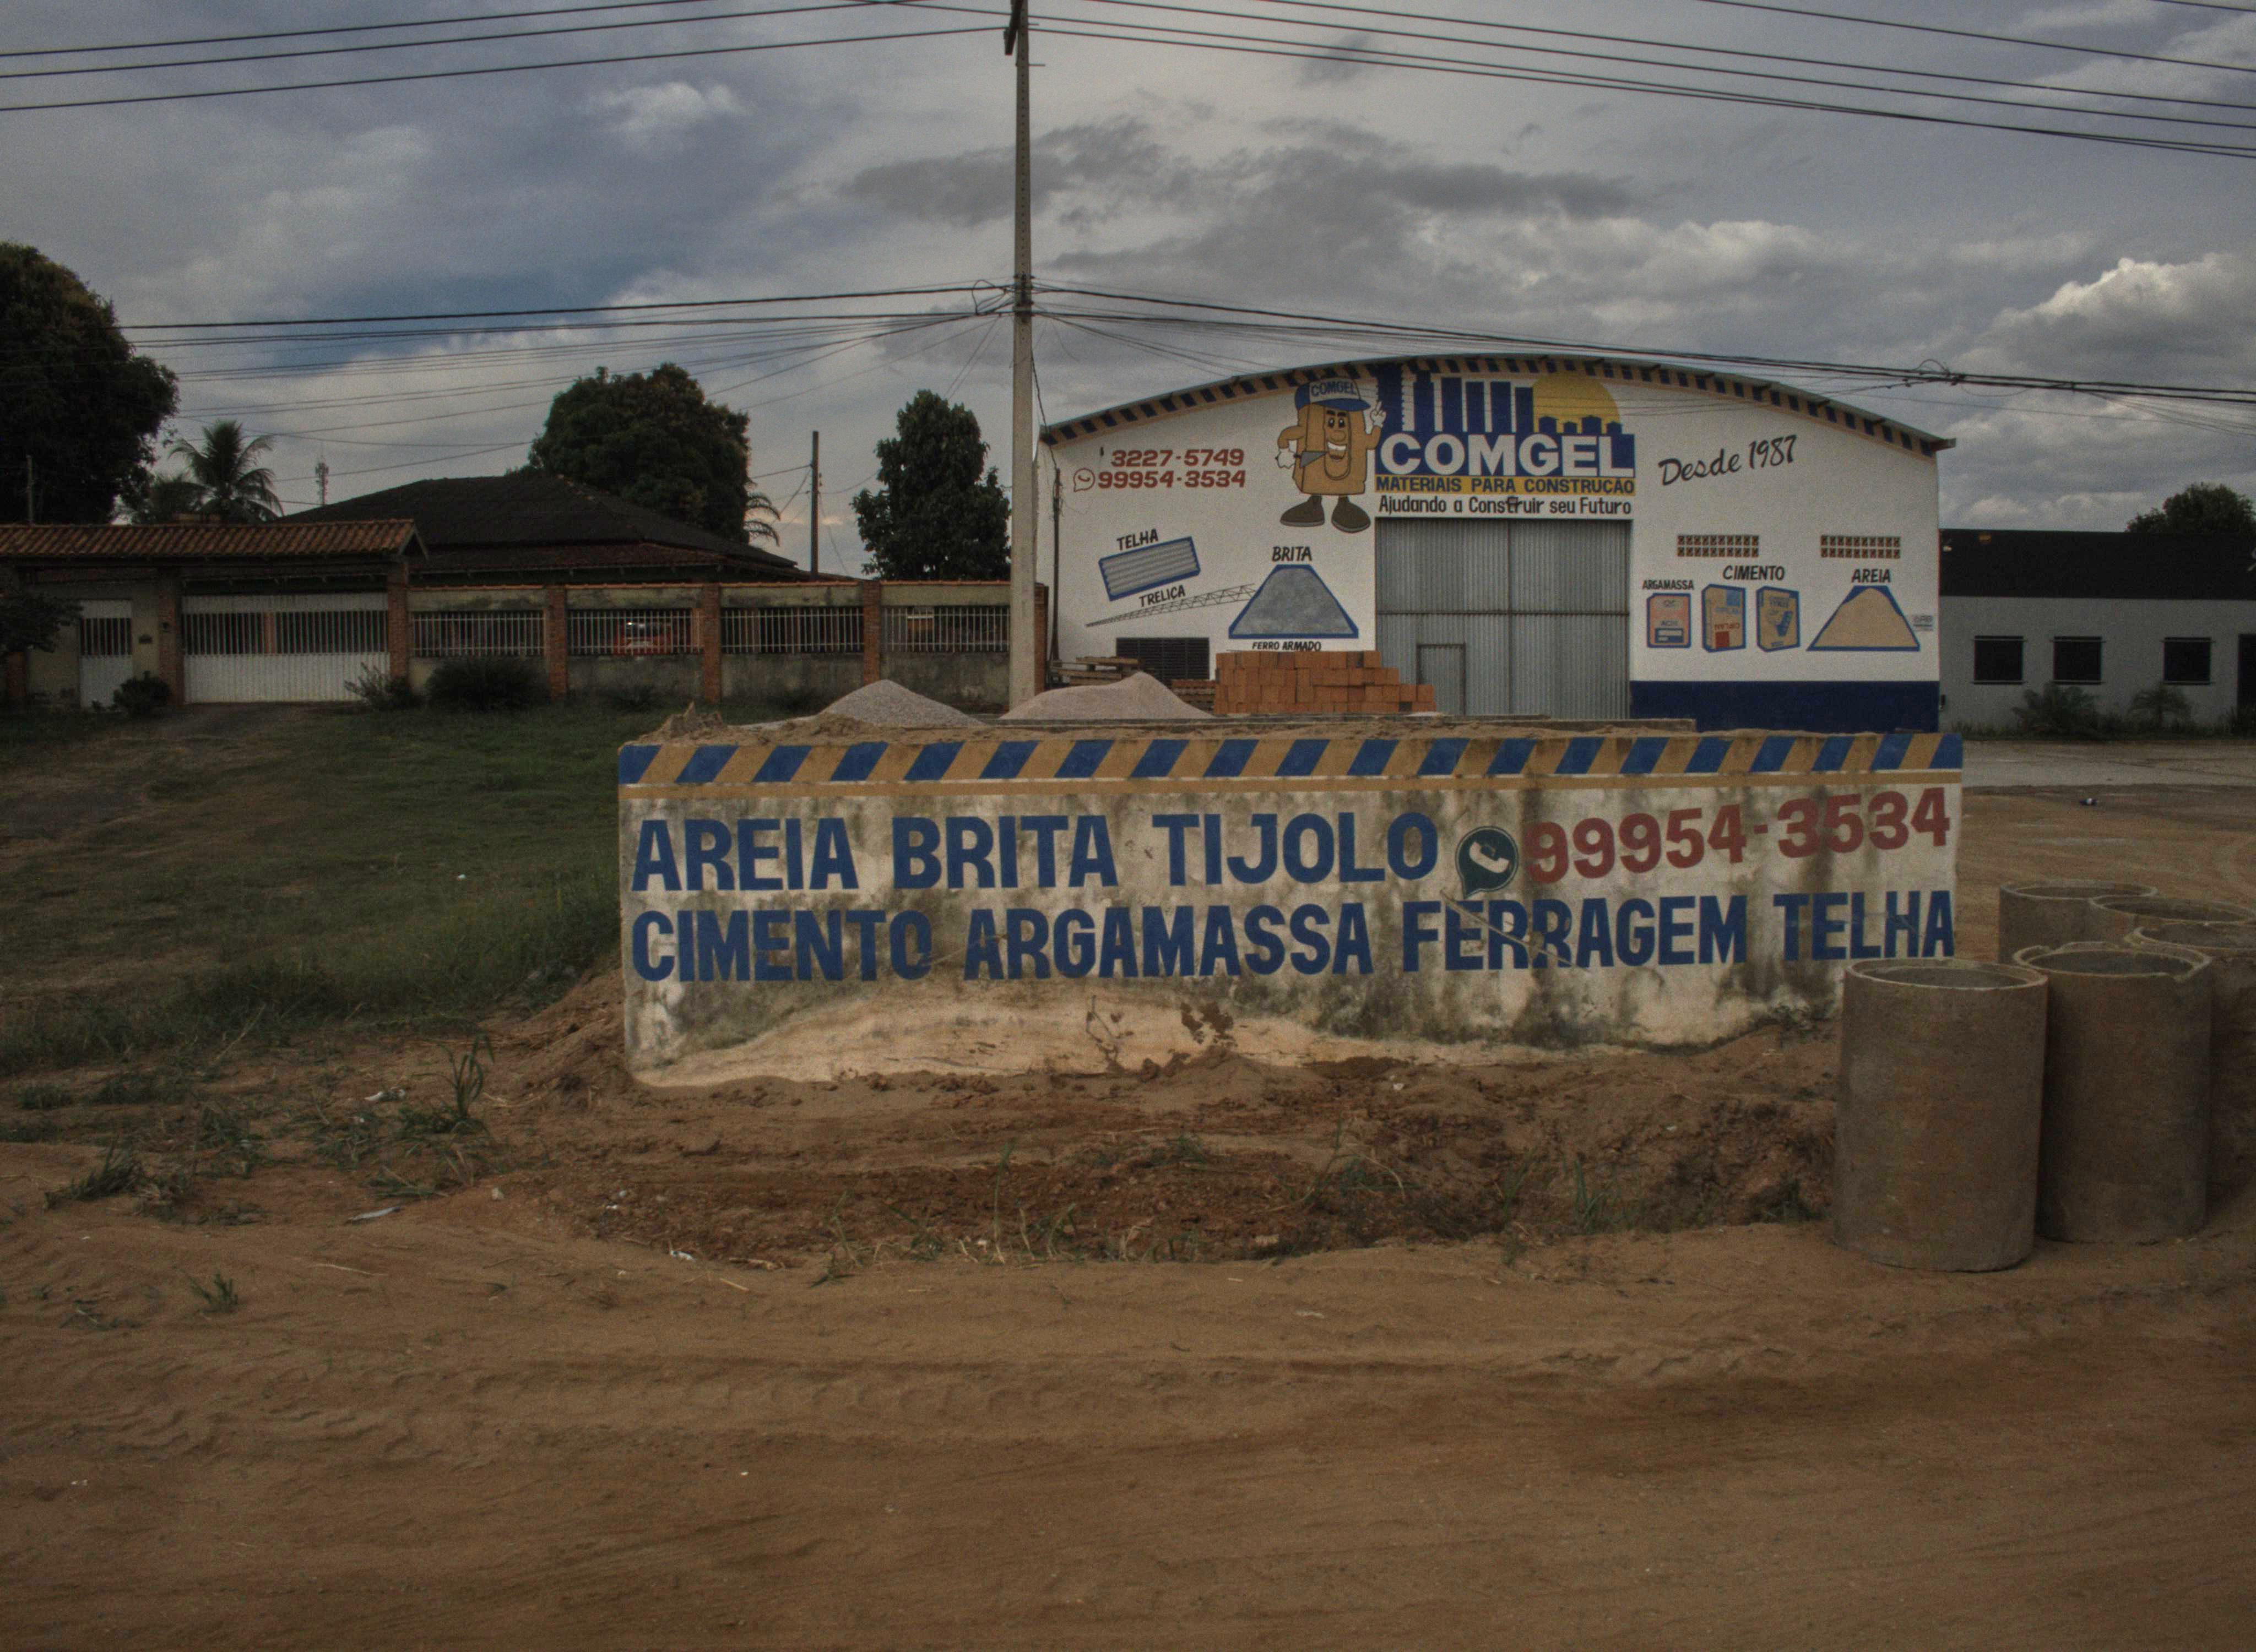 COMGEL
3227-5749
99954-3534
COMGEL
MATERIAIS PARA CONSTRUÇÃO
Ajudando a Construir seu Futuro
Desde 1987
TELHA
TRELIÇA
BRITA
FERRO ARMADO
ARGAMASSA
CIMENTO
AREIA
AREIA BRITA TIJOLO 99954-3534
CIMENTO ARGAMASSA FERRAGEM TELHA